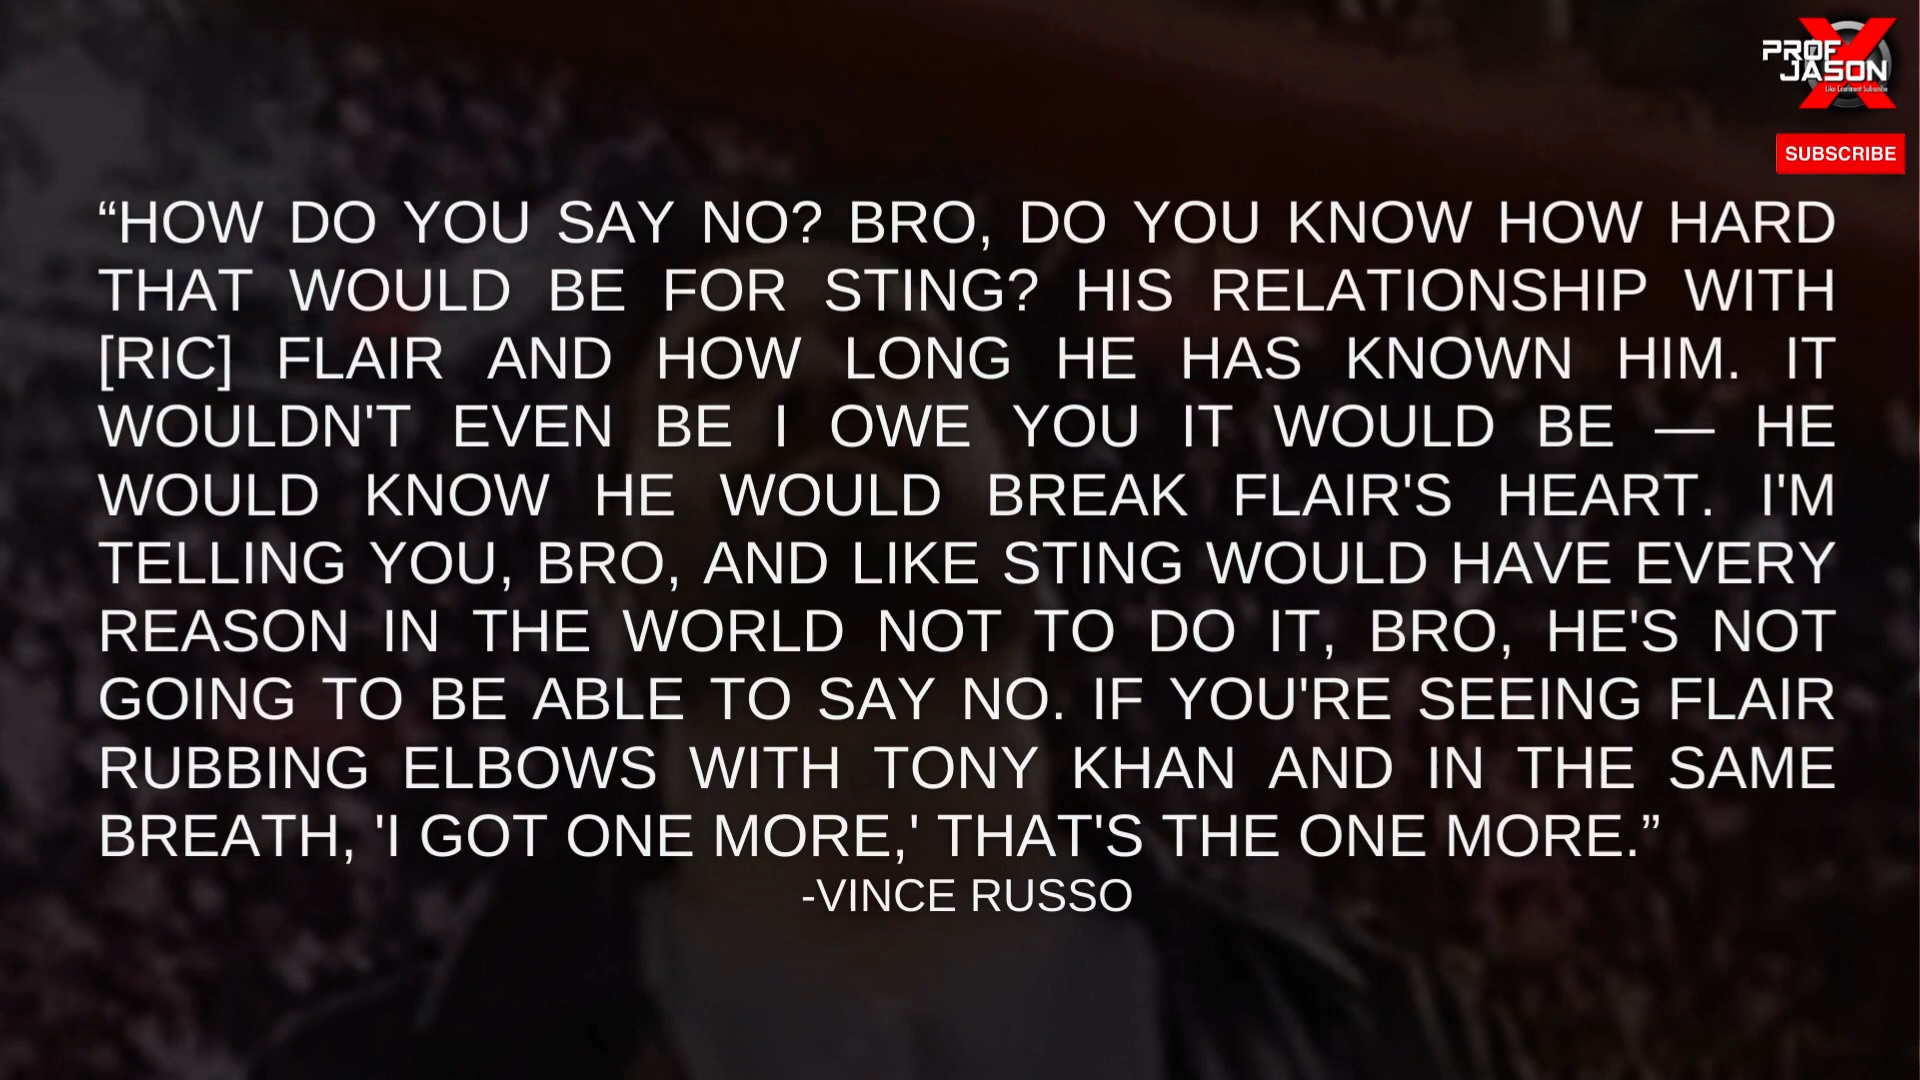 PROF
JASON
Like Comment Subscribe
SUBSCRIBE
“HOW DO YOU SAY NO? BRO, DO YOU KNOW HOW HARD
THAT WOULD BE FOR STING? HIS RELATIONSHIP WITH
[RIC] FLAIR AND HOW LONG HE HAS KNOWN HIM. IT
WOULDN'T EVEN BE I OWE YOU IT WOULD BE — HE
WOULD KNOW HE WOULD BREAK FLAIR'S HEART. I'M
TELLING YOU, BRO, AND LIKE STING WOULD HAVE EVERY
REASON IN THE WORLD NOT TO DO IT, BRO, HE'S NOT
GOING TO BE ABLE TO SAY NO. IF YOU'RE SEEING FLAIR
RUBBING ELBOWS WITH TONY KHAN AND IN THE SAME
BREATH, 'I GOT ONE MORE,' THAT'S THE ONE MORE.”
-VINCE RUSSO